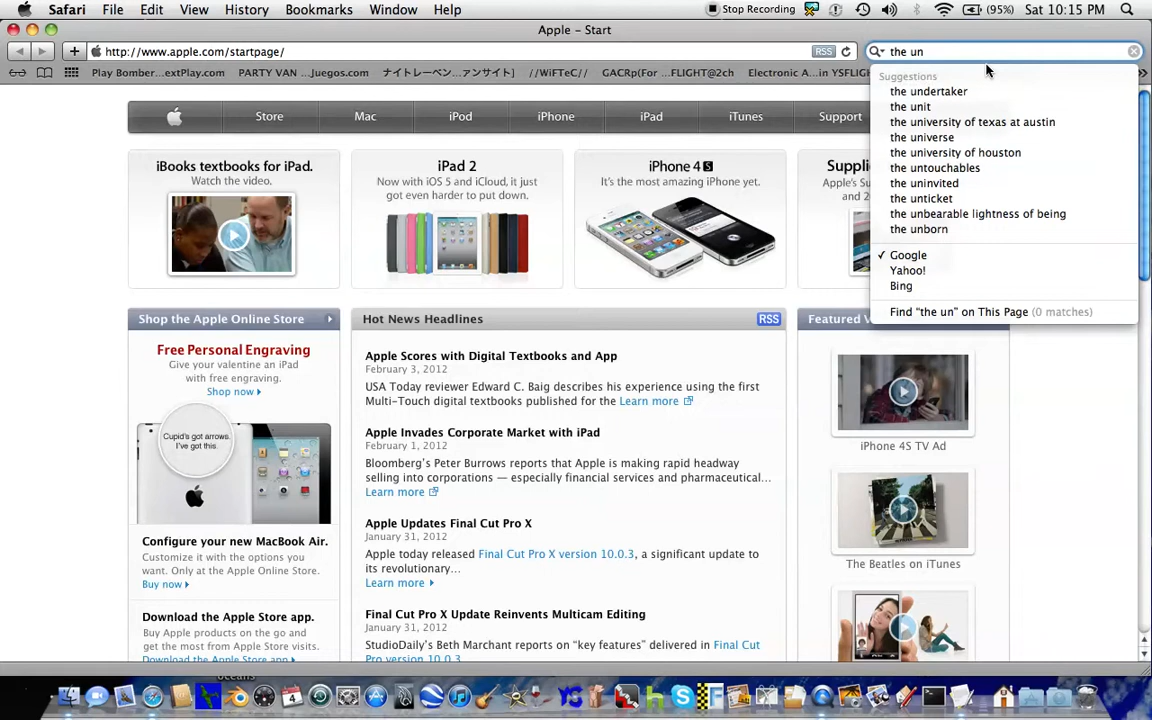 Safari File Edit View History Bookmarks Window Help Stop Recording (95%) Sat 10:15 PM
Apple – Start
http://www.apple.com/startpage/ RSS the un
Play Bomber...extPlay.com PARTY VAN ...Juegos.com ナイトレーベン...アンサイト] //WiFTeC// GACRp(For ...FLIGHT@2ch Electronic A...in YSFLIGH
Suggestions
the undertaker
the unit
the university of texas at austin
the universe
the university of houston
the untouchables
the uninvited
the unticket
the unbearable lightness of being
the unborn
✓ Google
Yahoo!
Bing
Find “the un” on This Page (0 matches)
Store Mac iPod iPhone iPad iTunes Support
iBooks textbooks for iPad.
Watch the video.
iPad 2
Now with iOS 5 and iCloud, it just
got even harder to put down.
iPhone 4S
It's the most amazing iPhone yet.
Supplie
Apple's
and 2
Shop the Apple Online Store
Free Personal Engraving
Give your valentine an iPad
with free engraving.
Shop now
Cupid's got arrows.
I've got this.
Configure your new MacBook Air.
Customize it with the options you
want. Only at the Apple Online Store.
Buy now
Download the Apple Store app.
Buy Apple products on the go and
get the most from Apple Store visits.
Download the Apple Store app
Hot News Headlines RSS
Apple Scores with Digital Textbooks and App
February 3, 2012
USA Today reviewer Edward C. Baig describes his experience using the first
Multi-Touch digital textbooks published for the Learn more
Apple Invades Corporate Market with iPad
February 1, 2012
Bloomberg's Peter Burrows reports that Apple is making rapid headway
selling into corporations — especially financial services and pharmaceutical...
Learn more
Apple Updates Final Cut Pro X
January 31, 2012
Apple today released Final Cut Pro X version 10.0.3, a significant update to
its revolutionary...
Learn more
Final Cut Pro X Update Reinvents Multicam Editing
January 31, 2012
StudioDaily's Beth Marchant reports on “key features” delivered in Final Cut
Pro version 10.0.3
Featured V
iPhone 4S TV Ad
The Beatles on iTunes
oceans
4